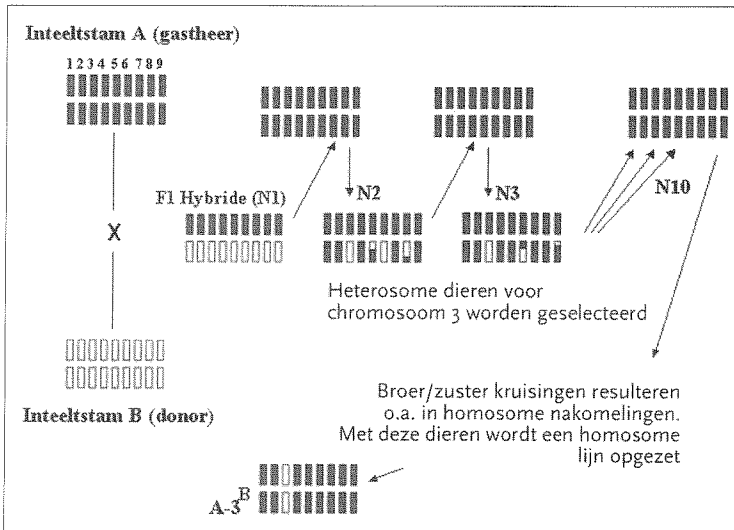 Inteeltstam A (gastheer)
1 2 3 4 5 6 7 8 9
F1 Hybride (N1)
N2
N3
N10
X
Heterosome dieren voor
chromosoom 3 worden geselecteerd
Inteeltstam B (donor)
Broer/zuster kruisingen resulteren
o.a. in homosome nakomelingen.
Met deze dieren wordt een homosome
lijn opgezet
A-3B